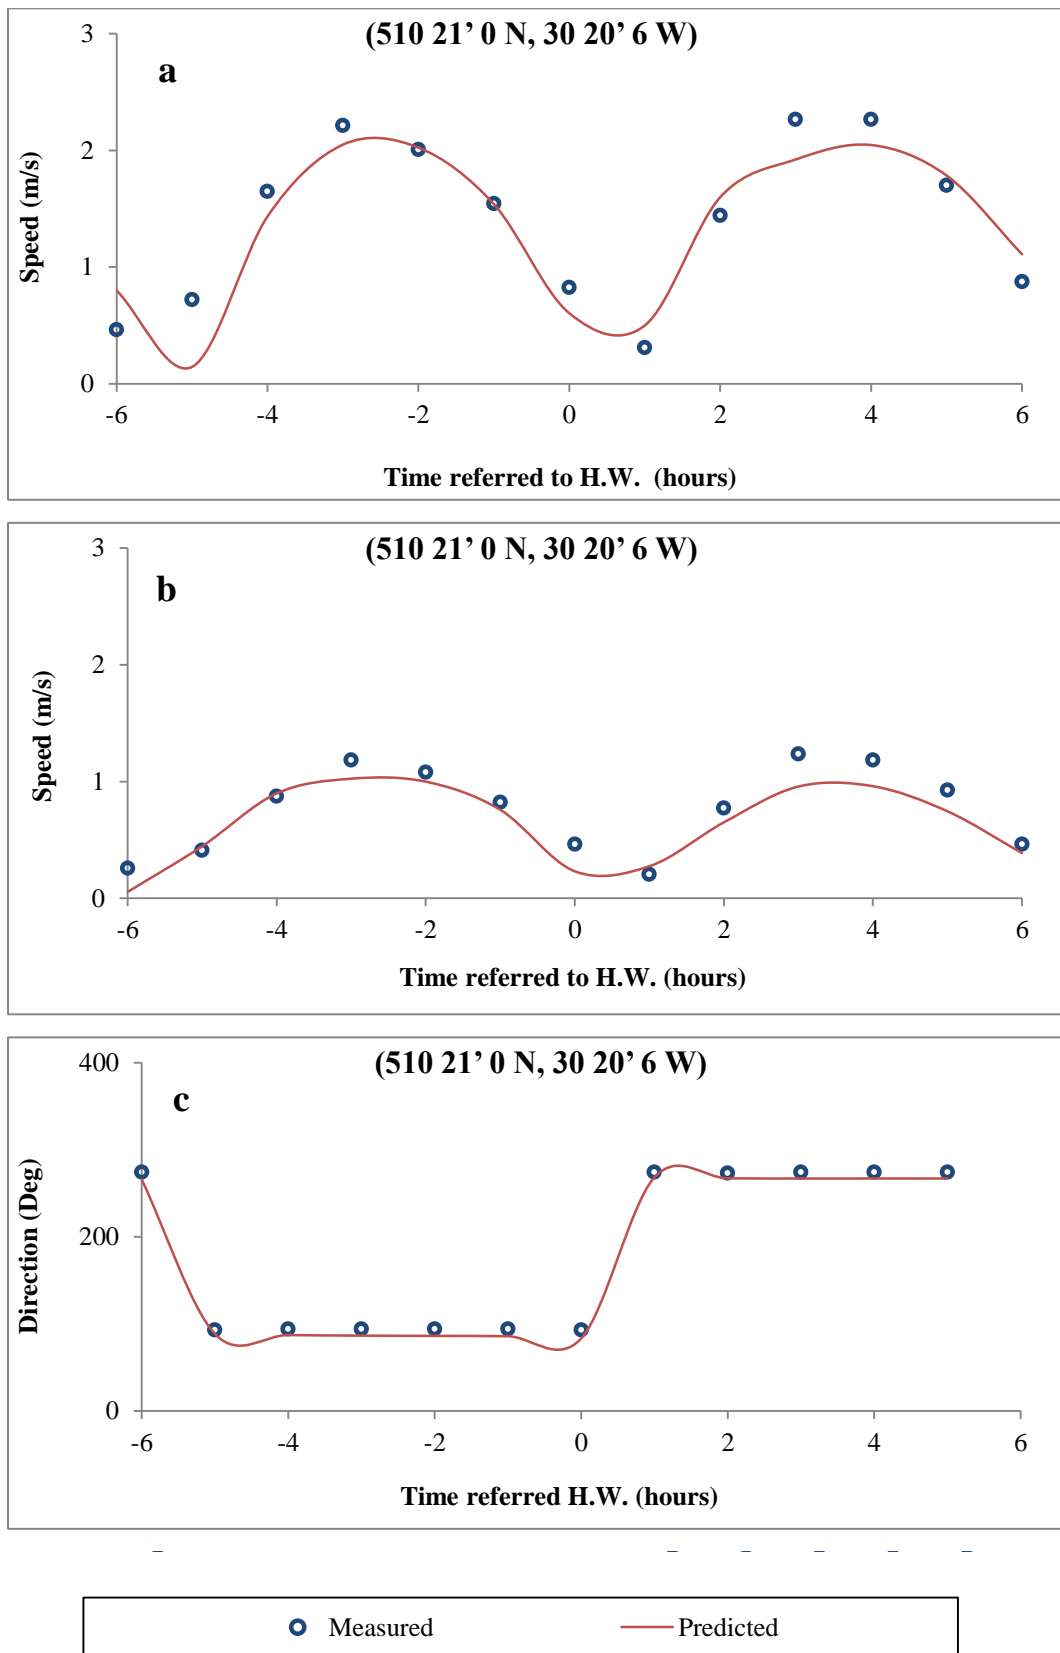 (510 21’ 0 N, 30 20’ 6 W)
a
3
2
1
0
Speed (m/s)
-6 -4 -2 0 2 4 6
Time referred to H.W. (hours)
(510 21’ 0 N, 30 20’ 6 W)
b
3
2
1
0
Speed (m/s)
-6 -4 -2 0 2 4 6
Time referred to H.W. (hours)
(510 21’ 0 N, 30 20’ 6 W)
c
400
200
0
Direction (Deg)
-6 -4 -2 0 2 4 6
Time referred H.W. (hours)
Measured Predicted